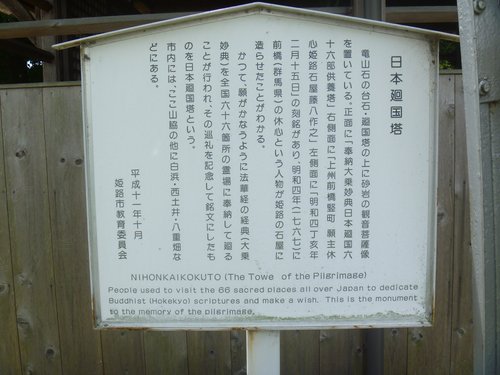 日本廻国塔
竜山石の台石・廻国塔の上に砂岩の観音菩薩像
を置いている。正面に「奉納大乗妙典日本廻国六
十六部供養塔」右側面に「上州前橋竪町 願主休
心姫路石屋藤八作之」左側面に「明和四丁亥年
二月十五日」の刻銘があり、明和四年(一七六七)に
前橋(群馬県)の休心という人物が姫路の石屋に
造らせたことがわかる。
かつて、願がかなうように法華経の経典(大乗
妙典)を全国六十六箇所の霊場に奉納して廻る
ことが行われ、その巡礼を記念して銘文にしたも
のを日本廻国塔という。
市内には、ここ山脇の他に白浜・西土井・八重畑な
どにある。
平成十一年十月
姫路市教育委員会
NIHONKAIKOKUTO (The Towe of the Pilgrimage)
People used to visit the 66 sacred places all over Japan to dedicate
Buddhist (Hokekyo) scriptures and make a wish. This is the monument
to the memory of the pilgrimage.